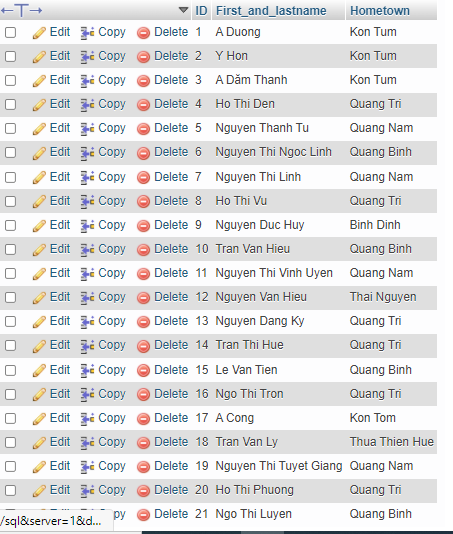 ←T→ ID First_and_lastname Hometown
Edit Copy Delete 1 A Duong Kon Tum
Edit Copy Delete 2 Y Hon Kon Tum
Edit Copy Delete 3 A Dăm Thanh Kon Tum
Edit Copy Delete 4 Ho Thi Den Quang Tri
Edit Copy Delete 5 Nguyen Thanh Tu Quang Nam
Edit Copy Delete 6 Nguyen Thi Ngoc Linh Quang Binh
Edit Copy Delete 7 Nguyen Thi Linh Quang Nam
Edit Copy Delete 8 Ho Thi Vu Quang Tri
Edit Copy Delete 9 Nguyen Duc Huy Binh Dinh
Edit Copy Delete 10 Tran Van Hieu Quang Binh
Edit Copy Delete 11 Nguyen Thi Vinh Uyen Quang Nam
Edit Copy Delete 12 Nguyen Van Hieu Thai Nguyen
Edit Copy Delete 13 Nguyen Dang Ky Quang Tri
Edit Copy Delete 14 Tran Thi Hue Quang Tri
Edit Copy Delete 15 Le Van Tien Quang Binh
Edit Copy Delete 16 Ngo Thi Tron Quang Tri
Edit Copy Delete 17 A Cong Kon Tom
Edit Copy Delete 18 Tran Van Ly Thua Thien Hue
Edit Copy Delete 19 Nguyen Thi Tuyet Giang Quang Nam
Edit Copy Delete 20 Ho Thi Phuong Quang Tri
/sql&server=1&d... Delete 21 Ngo Thi Luyen Quang Binh